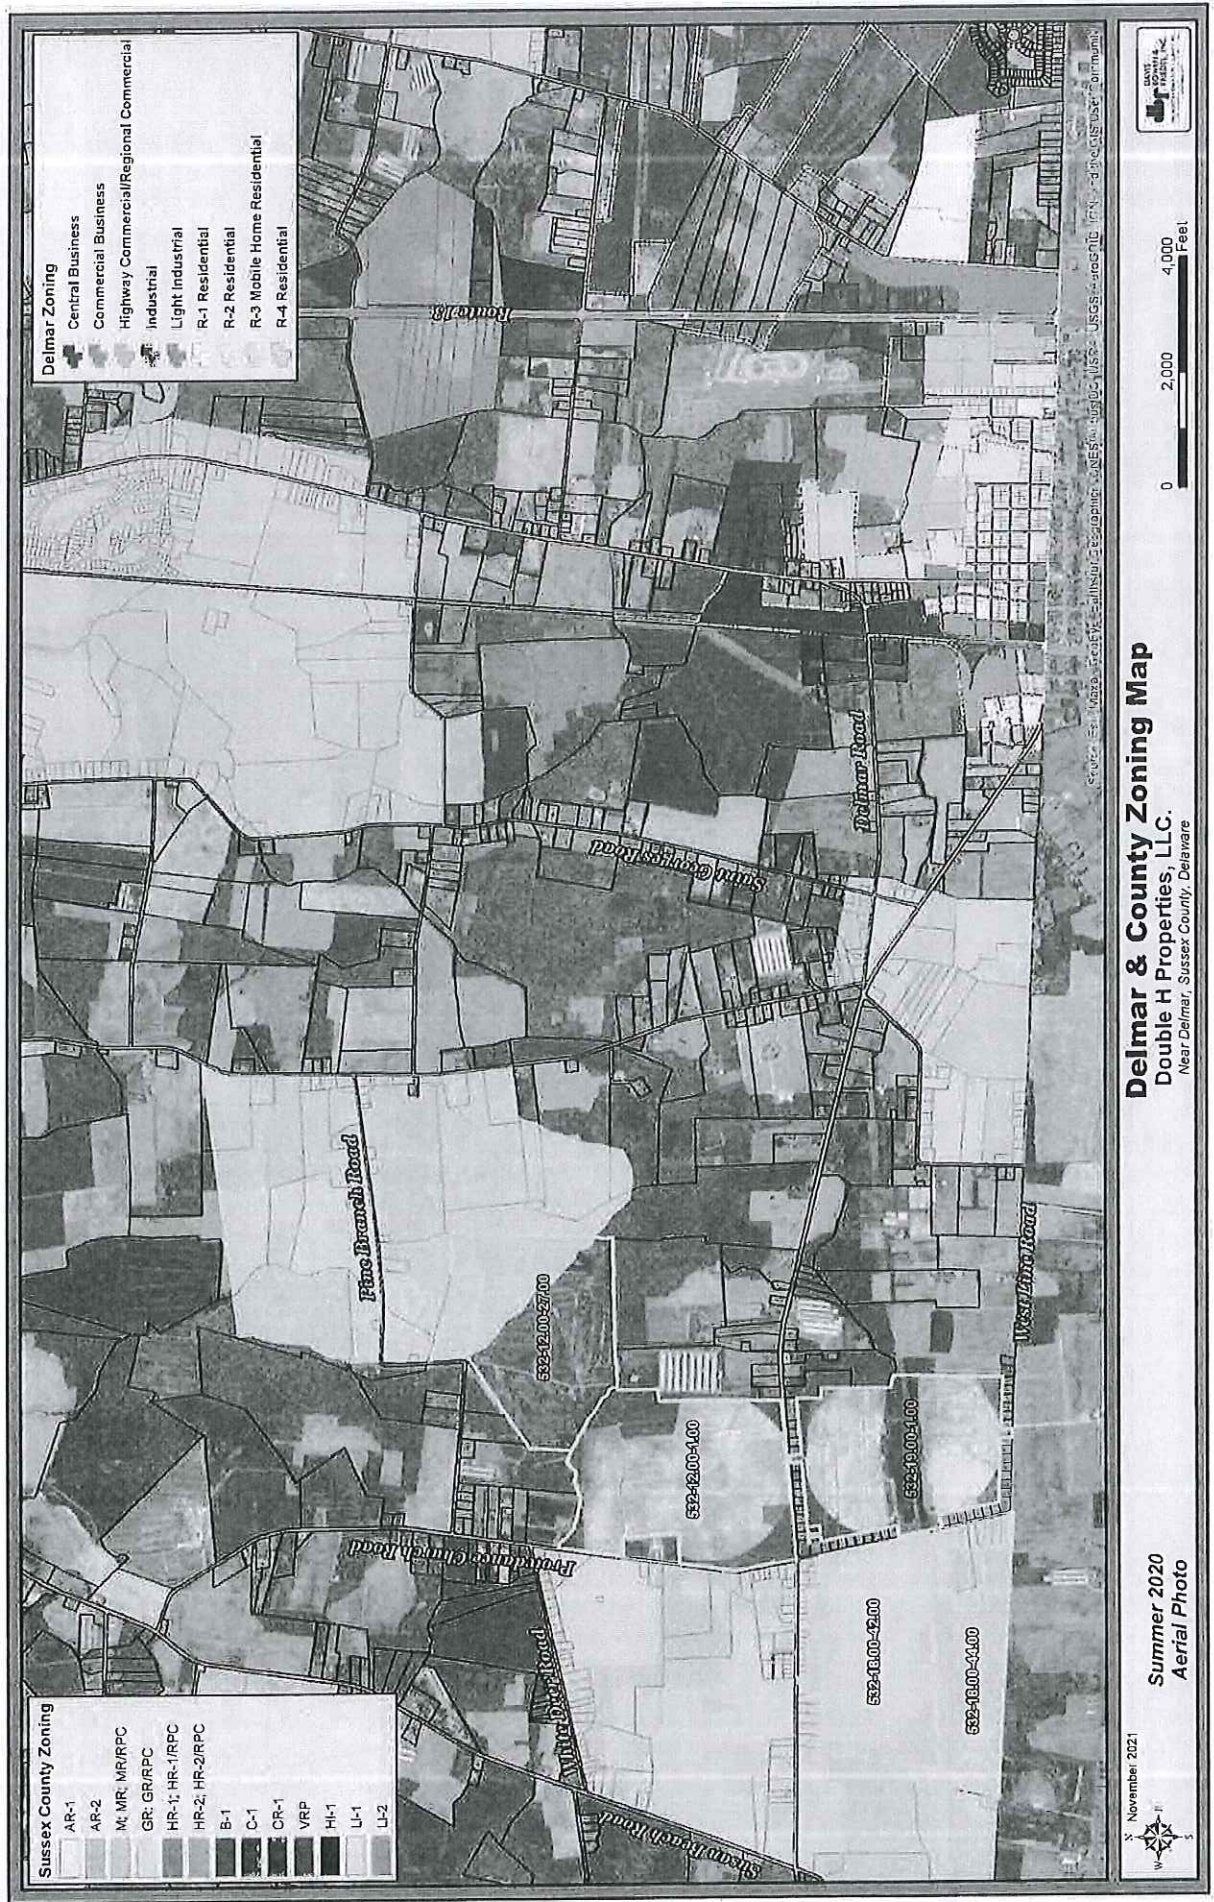 Sussex County Zoning
AR-1
AR-2
M; MR; MR/RPC
GR; GR/RPC
HR-1; HR-1/RPC
HR-2; HR-2/RPC
B-1
C-1
CR-1
VRP
HI-1
LI-1
LI-2
Delmar Zoning
Central Business
Commercial Business
Highway Commercial/Regional Commercial
Industrial
Light Industrial
R-1 Residential
R-2 Residential
R-3 Mobile Home Residential
R-4 Residential
Pine Branch Road
Route 13
Providence Church Road
White Deer Road
Susan Beach Road
Saint Georges Road
Delmar Road
West Line Road
532-12.00-27.00
532-12.00-1.00
532-19.00-1.00
532-18.00-42.00
532-18.00-44.00
November 2021
N
W
S
Summer 2020
Aerial Photo
Delmar & County Zoning Map
Double H Properties, LLC.
Near Delmar, Sussex County, Delaware
0 2,000 4,000
Feet
DAVIS
BOWEN &
FRIEDEL, INC.